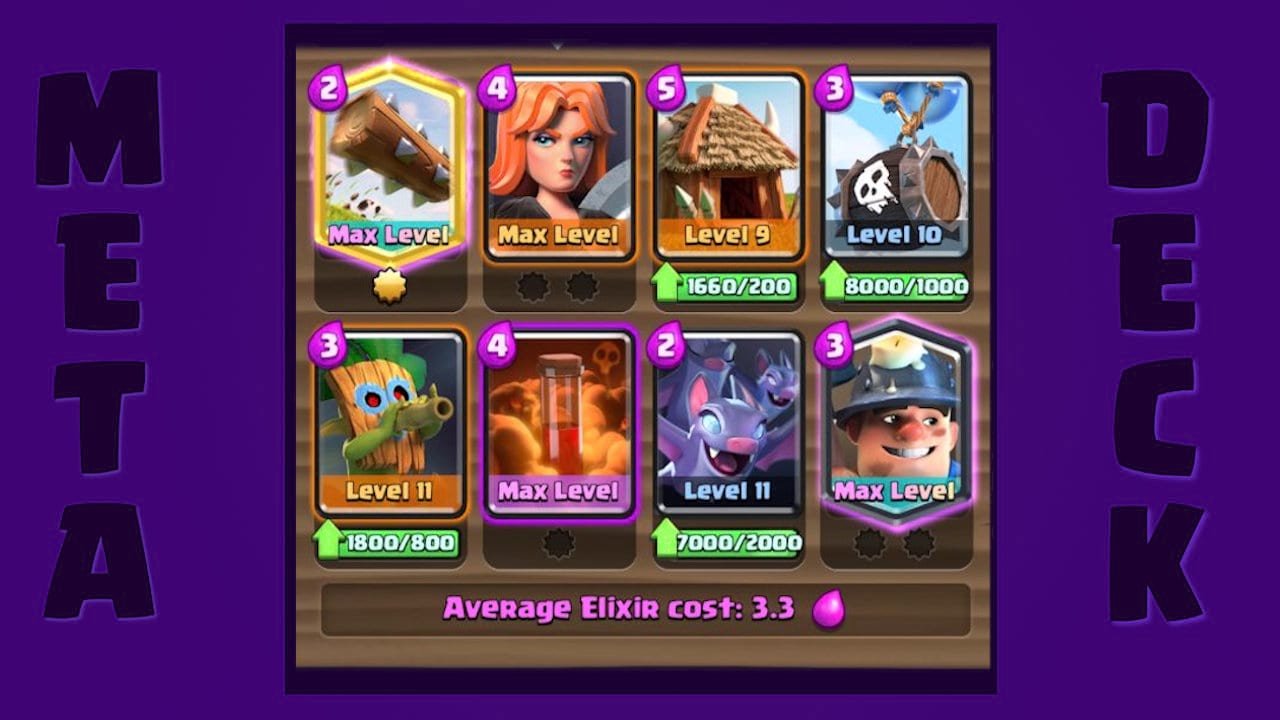 META
DECK
2
4
5
3
Max Level
Max Level
Level 9
Level 10
1660/200
8000/1000
3
4
2
3
Level 11
Max Level
Level 11
Max Level
1800/800
7000/2000
Average Elixir cost: 3.3